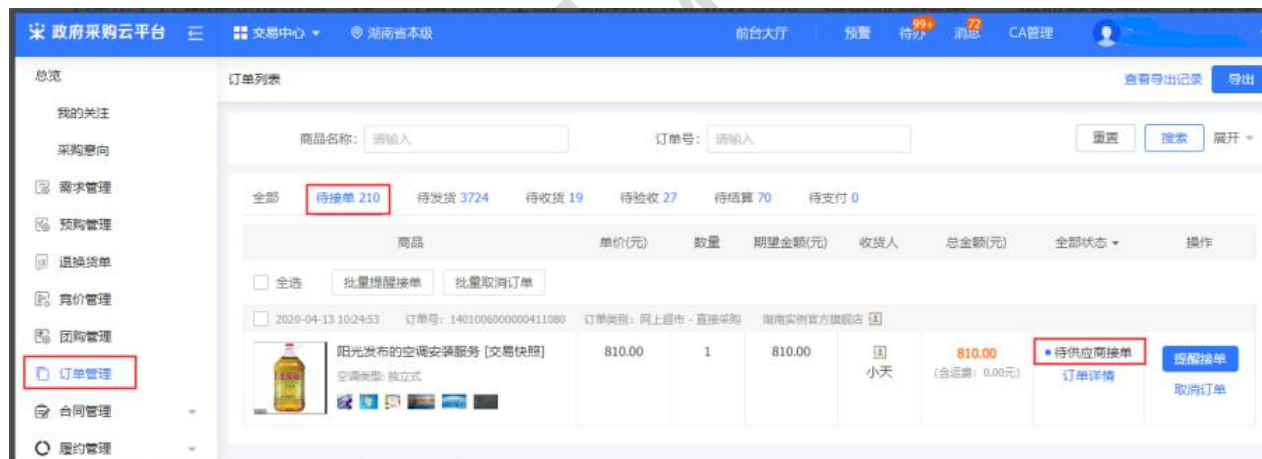 政府采购云平台 交易中心 湖南省本级 前台大厅 预警 待办 99+ 消息 72 CA管理
总览
我的关注
采购意向
需求管理
预购管理
退换货单
竞价管理
团购管理
订单管理
合同管理
履约管理
订单列表 查看导出记录 导出
商品名称: 请输入 订单号: 请输入 重置 搜索 展开
全部 待接单 210 待发货 3724 待收货 19 待验收 27 待结算 70 待支付 0
商品 单价(元) 数量 期望金额(元) 收货人 总金额(元) 全部状态 操作
全选 批量提醒接单 批量取消订单
2020-04-13 10:24:53 订单号: 1401006000000411080 订单类别: 网上超市 - 直接采购 湖南实例官方旗舰店
阳光发布的空调安装服务 [交易快照] 810.00 1 810.00 小天 810.00 待供应商接单 提醒接单
空调类型: 独立式 (含运费: 0.00元) 订单详情 取消订单